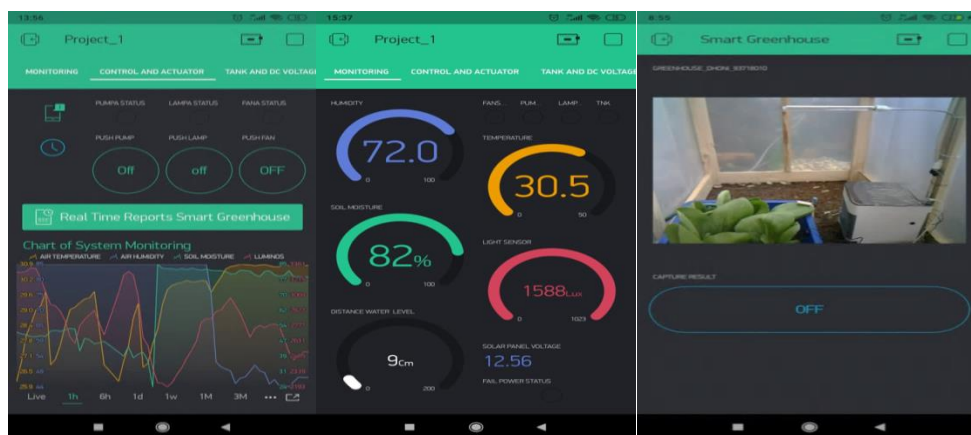 13:56
Project_1
MONITORING CONTROL AND ACTUATOR TANK AND DC VOLTAGE
PUMPA STATUS LAMPA STATUS FANA STATUS
PUSH PUMP PUSH LAMP PUSH FAN
Off off OFF
Real Time Reports Smart Greenhouse
Chart of System Monitoring
AIR TEMPERATURE AIR HUMIDITY SOIL MOISTURE LUMINOS
Live 1h 6h 1d 1w 1M 3M
15:37
Project_1
MONITORING CONTROL AND ACTUATOR TANK AND DC VOLTAGE
HUMIDITY
72.0
0 100
FANS... PUM... LAMP... TNK
TEMPERATURE
30.5
0 50
SOIL MOISTURE
82%
0 100
LIGHT SENSOR
1588Lux
0 1023
DISTANCE WATER LEVEL
9Cm
0 200
SOLAR PANEL VOLTAGE
12.56
FAIL POWER STATUS
8:56
Smart Greenhouse
CAPTURE RESULT
OFF